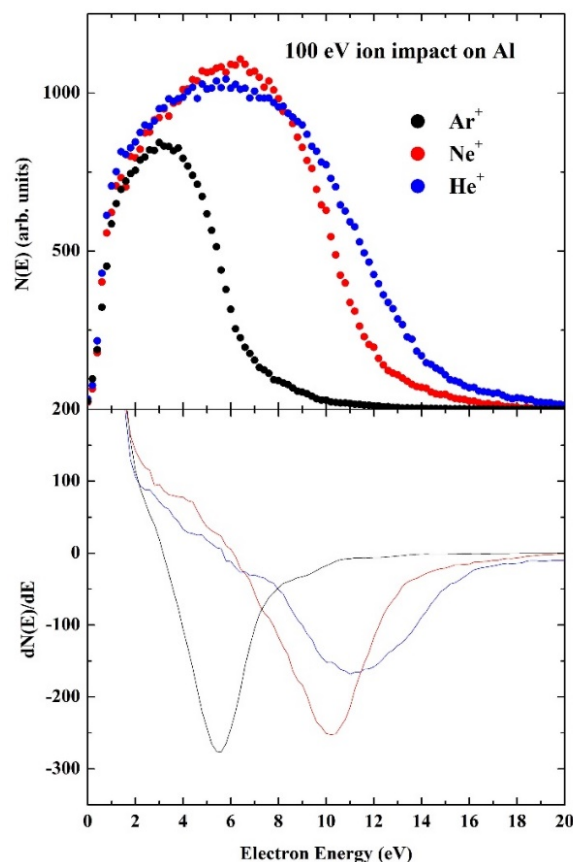 100 eV ion impact on Al
1000
500
N(E) (arb. units)
Ar+
Ne+
He+
200
100
0
-100
-200
-300
dN(E)/dE
0 2 4 6 8 10 12 14 16 18 20
Electron Energy (eV)